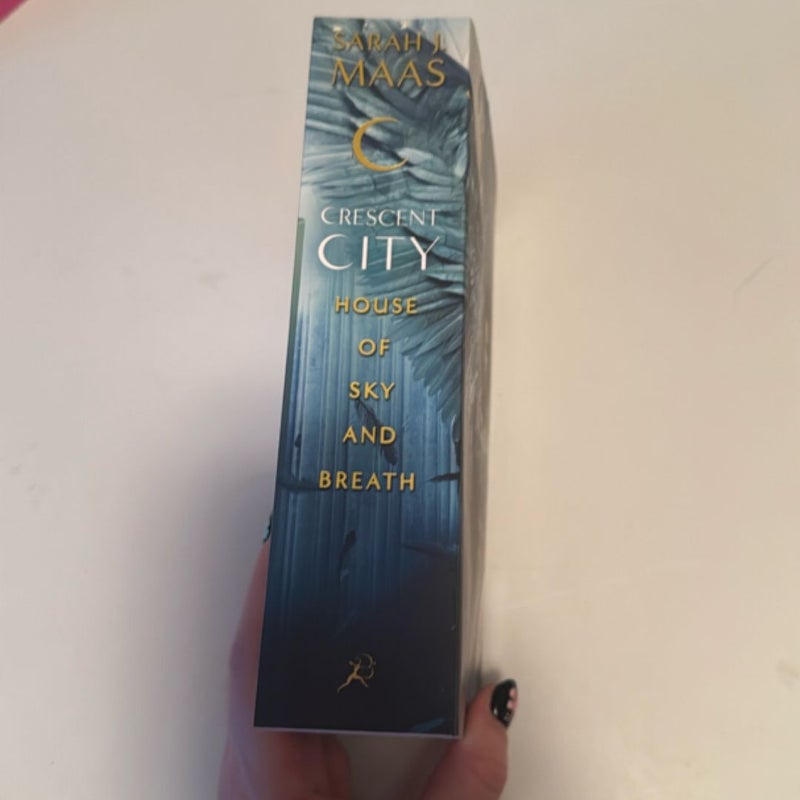 SARAH J.
MAAS
CRESCENT
CITY
HOUSE
OF
SKY
AND
BREATH